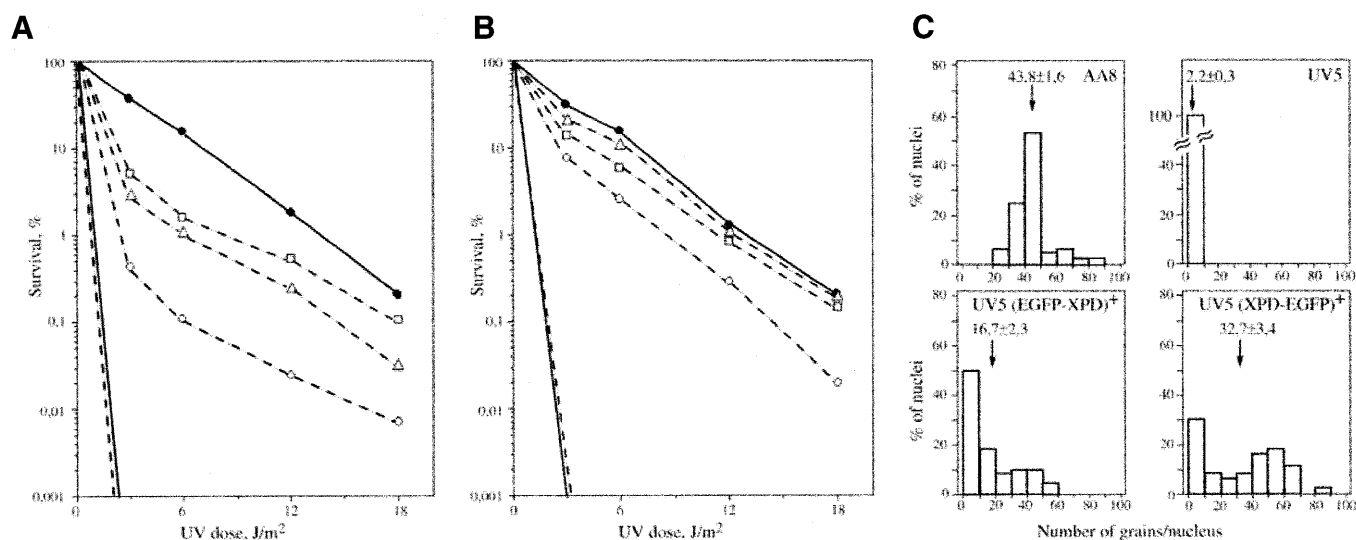 A
B
C
100
10
1
0,1
0,01
0,001
Survival, %
0
6
12
18
UV dose, J/m2
100
10
1
0,1
0,01
0,001
Survival, %
0
6
12
18
UV dose, J/m2
80
60
40
20
0
% of nuclei
43.8±1,6 AA8
0 20 40 60 80 100
2.2±0.3 UV5
100
40
20
0
0 20 40 60 80 100
80
60
40
20
0
% of nuclei
UV5 (EGFP-XPD)+
16,7±2,3
0 20 40 60 80 100
80
60
40
20
0
UV5 (XPD-EGFP)+
32,7±3,4
0 20 40 60 80 100
Number of grains/nucleus